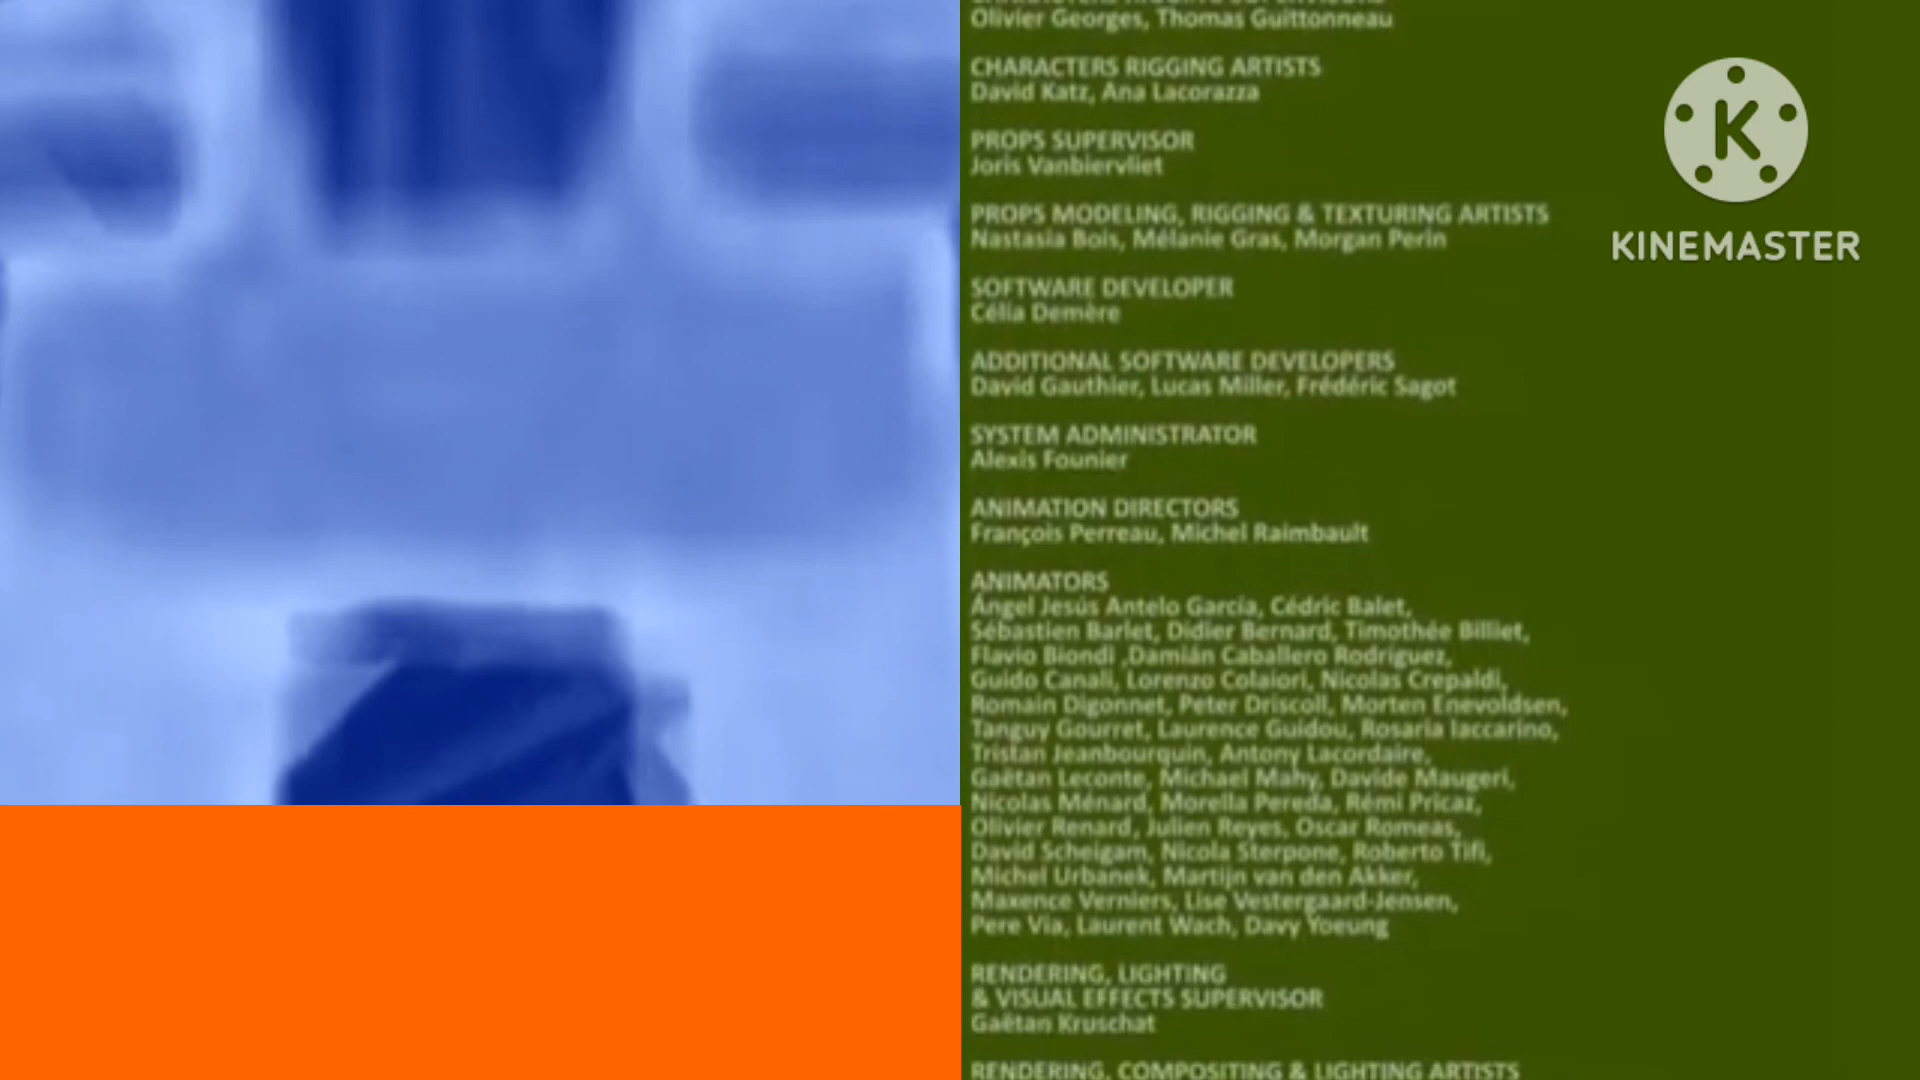 Olivier Georges, Thomas Guittonneau
CHARACTERS RIGGING ARTISTS
David Katz, Ana Lacorazza
PROPS SUPERVISOR
Joris Vanbiervliet
PROPS MODELING, RIGGING & TEXTURING ARTISTS
Nastasia Bois, Mélanie Gras, Morgan Perin
SOFTWARE DEVELOPER
Célia Demère
ADDITIONAL SOFTWARE DEVELOPERS
David Gauthier, Lucas Miller, Frédéric Sagot
SYSTEM ADMINISTRATOR
Alexis Founier
ANIMATION DIRECTORS
François Perreau, Michel Raimbault
ANIMATORS
Ángel Jesús Antelo García, Cédric Balet,
Sébastien Barlet, Didier Bernard, Timothée Billiet,
Flavio Biondi ,Damián Caballero Rodríguez,
Guido Canali, Lorenzo Colaiori, Nicolas Crepaldi,
Romain Digonnet, Peter Driscoll, Morten Enevoldsen,
Tanguy Gourret, Laurence Guidou, Rosaria Iaccarino,
Tristan Jeanbourquin, Antony Lacordaire,
Gaëtan Leconte, Michael Mahy, Davide Maugeri,
Nicolas Ménard, Morella Pereda, Rémi Pricaz,
Olivier Renard, Julien Reyes, Oscar Romeas,
David Scheigam, Nicola Sterpone, Roberto Tifi,
Michel Urbanek, Martijn van den Akker,
Maxence Verniers, Lise Vestergaard-Jensen,
Pere Via, Laurent Wach, Davy Yoeung
RENDERING, LIGHTING
& VISUAL EFFECTS SUPERVISOR
Gaëtan Kruschat
RENDERING, COMPOSITING & LIGHTING ARTISTS
K
KINEMASTER